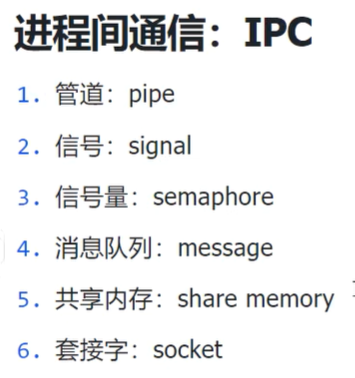 进程间通信：IPC
1. 管道：pipe
2. 信号：signal
3. 信号量：semaphore
4. 消息队列：message
5. 共享内存：share memory
6. 套接字：socket